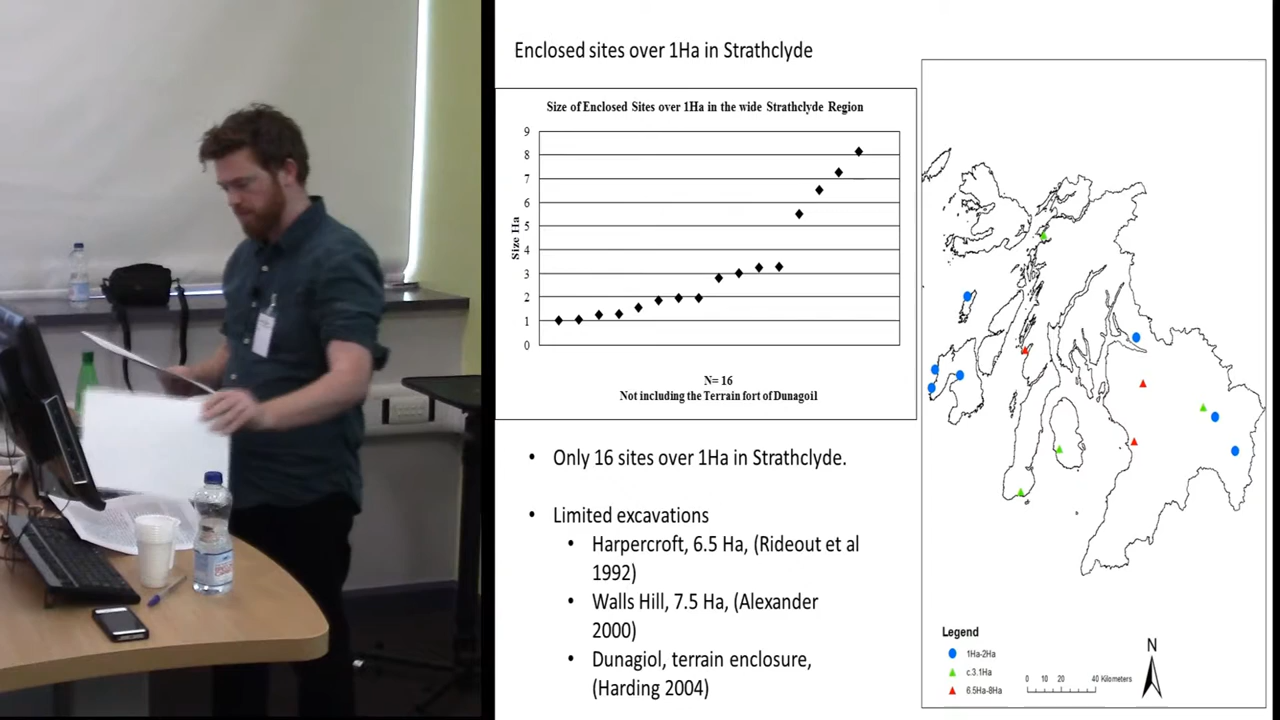 Enclosed sites over 1Ha in Strathclyde
Size of Enclosed Sites over 1Ha in the wide Strathclyde Region
9
8
7
6
5
4
3
2
1
0
Size Ha
N= 16
Not including the Terrain fort of Dunagoil
• Only 16 sites over 1Ha in Strathclyde.
• Limited excavations
• Harpercroft, 6.5 Ha, (Rideout et al
1992)
• Walls Hill, 7.5 Ha, (Alexander
2000)
• Dunagiol, terrain enclosure,
(Harding 2004)
Legend
1Ha-2Ha
c.3.1Ha
6.5Ha-8Ha
N
0 10 20 40 Kilometers